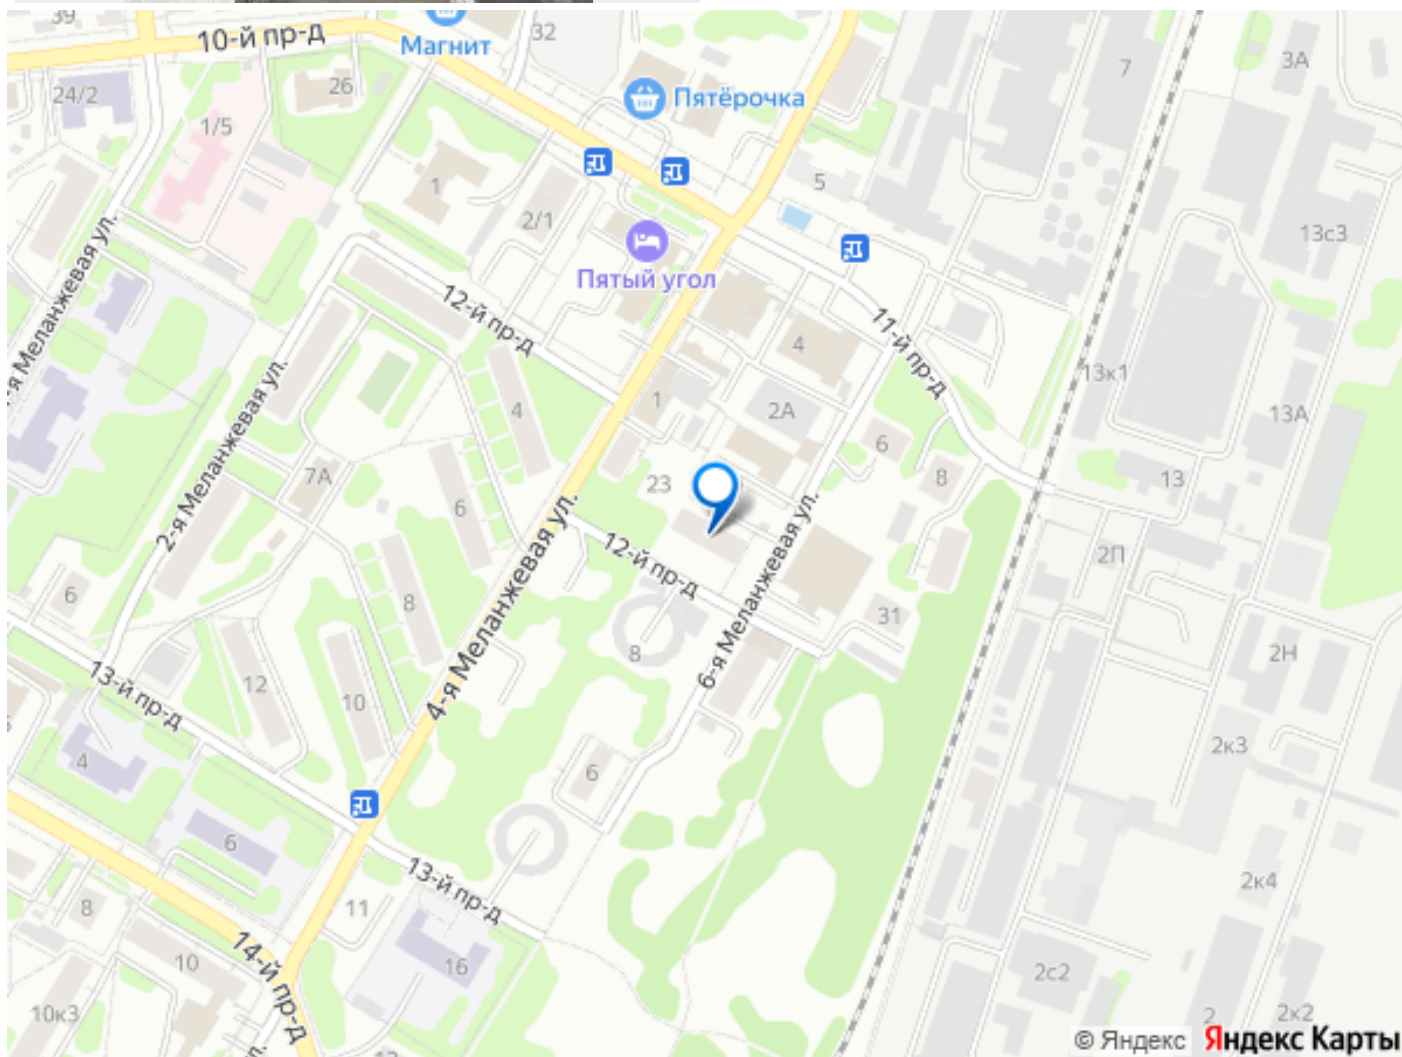 39
10-й пр-д
Магнит
32
3А
7
24/2
26
Пятёрочка
1/5
1
5
2/1
13с3
Пятый угол
12-й пр-д
11-й пр-д
4
13к1
я Меланжевая ул.
2-я Меланжевая ул.
4
1
2А
13А
6
7А
23
8
13
6
4-я Меланжевая ул.
12-й пр-д
6-я Меланжевая ул.
2П
6
8
31
8
2Н
13-й пр-д
12
10
4
6
2к3
6
13-й пр-д
2к4
8
11
14-й пр-д
10
16
2с2
10к3
2
2к2
© Яндекс Яндекс Карты